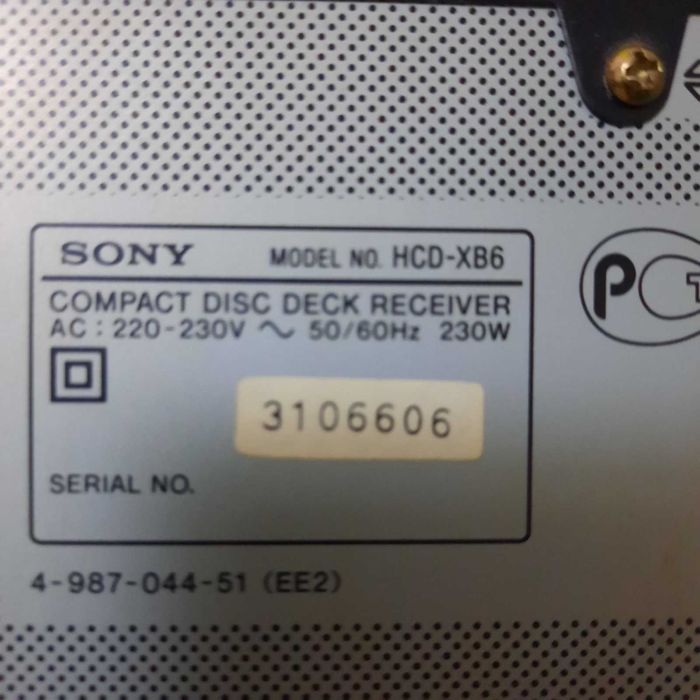 SONY MODEL NO. HCD-XB6
COMPACT DISC DECK RECEIVER
AC : 220-230V ~ 50/60Hz 230W
3106606
SERIAL NO.
4-987-044-51 (EE2)